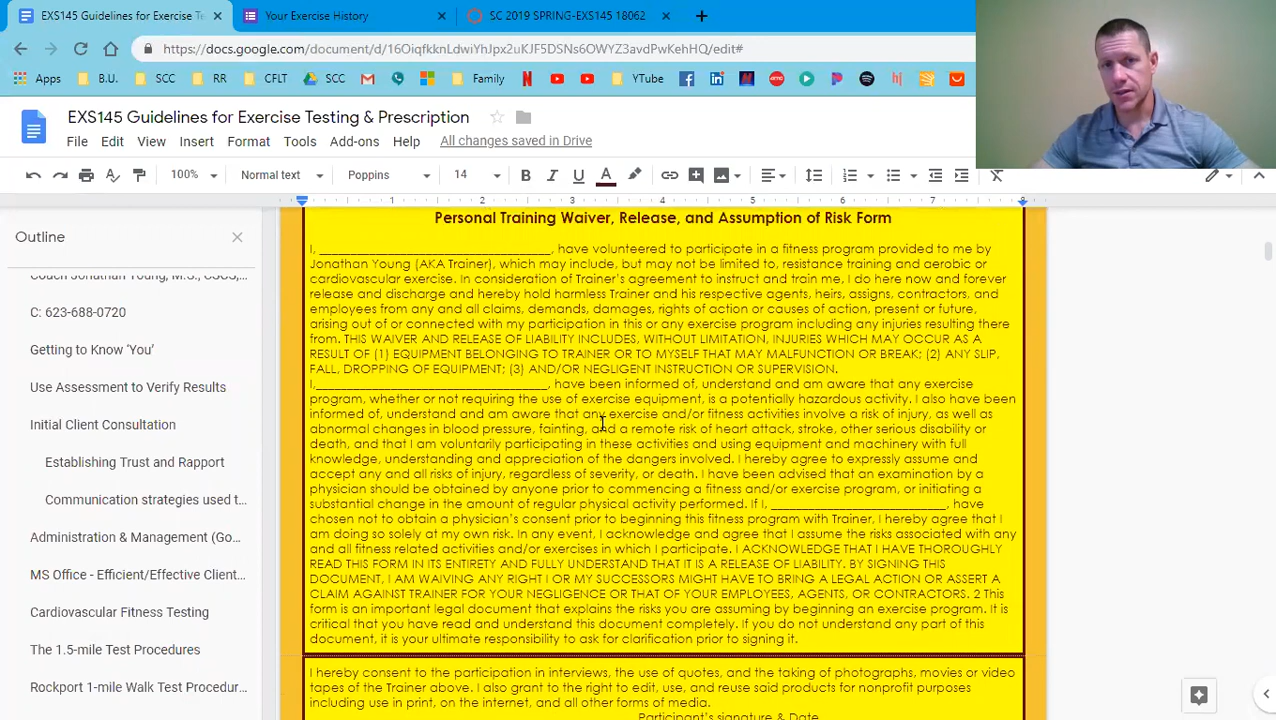 EXS145 Guidelines for Exercise T
Your Exercise History
SC 2019 SPRING-EXS145 18062
https://docs.google.com/document/d/16OiqfkknLdwiYhJpx2uKJF5DSNs6OWYZ3avdPwKehHQ/edit#
Apps B.U. SCC RR CFLT SCC Family YTube
EXS145 Guidelines for Exercise Testing & Prescription
File Edit View Insert Format Tools Add-ons Help All changes saved in Drive
100% Normal text Poppins 14 B I U A
1 2 3 4 5 6 7 8
Outline
Coach Jonathan Young, M.S., CSCS,
C: 623-688-0720
Getting to Know ‘You’
Use Assessment to Verify Results
Initial Client Consultation
Establishing Trust and Rapport
Communication strategies used t...
Administration & Management (Go...
MS Office - Efficient/Effective Client...
Cardiovascular Fitness Testing
The 1.5-mile Test Procedures
Rockport 1-mile Walk Test Procedur...
Personal Training Waiver, Release, and Assumption of Risk Form
I, ______________________________, have volunteered to participate in a fitness program provided to me by
Jonathan Young (AKA Trainer), which may include, but may not be limited to, resistance training and aerobic or
cardiovascular exercise. In consideration of Trainer’s agreement to instruct and train me, I do here now and forever
release and discharge and hereby hold harmless Trainer and his respective agents, heirs, assigns, contractors, and
employees from any and all claims, demands, damages, rights of action or causes of action, present or future,
arising out of or connected with my participation in this or any exercise program including any injuries resulting there
from. THIS WAIVER AND RELEASE OF LIABILITY INCLUDES, WITHOUT LIMITATION, INJURIES WHICH MAY OCCUR AS A
RESULT OF (1) EQUIPMENT BELONGING TO TRAINER OR TO MYSELF THAT MAY MALFUNCTION OR BREAK; (2) ANY SLIP,
FALL, DROPPING OF EQUIPMENT; (3) AND/OR NEGLIGENT INSTRUCTION OR SUPERVISION.
I,______________________________, have been informed of, understand and am aware that any exercise
program, whether or not requiring the use of exercise equipment, is a potentially hazardous activity. I also have been
informed of, understand and am aware that any exercise and/or fitness activities involve a risk of injury, as well as
abnormal changes in blood pressure, fainting, and a remote risk of heart attack, stroke, other serious disability or
death, and that I am voluntarily participating in these activities and using equipment and machinery with full
knowledge, understanding and appreciation of the dangers involved. I hereby agree to expressly assume and
accept any and all risks of injury, regardless of severity, or death. I have been advised that an examination by a
physician should be obtained by anyone prior to commencing a fitness and/or exercise program, or initiating a
substantial change in the amount of regular physical activity performed. If I, _______________________, have
chosen not to obtain a physician’s consent prior to beginning this fitness program with Trainer, I hereby agree that I
am doing so solely at my own risk. In any event, I acknowledge and agree that I assume the risks associated with any
and all fitness related activities and/or exercises in which I participate. I ACKNOWLEDGE THAT I HAVE THOROUGHLY
READ THIS FORM IN ITS ENTIRETY AND FULLY UNDERSTAND THAT IT IS A RELEASE OF LIABILITY. BY SIGNING THIS
DOCUMENT, I AM WAIVING ANY RIGHT I OR MY SUCCESSORS MIGHT HAVE TO BRING A LEGAL ACTION OR ASSERT A
CLAIM AGAINST TRAINER FOR YOUR NEGLIGENCE OR THAT OF YOUR EMPLOYEES, AGENTS, OR CONTRACTORS. 2 This
form is an important legal document that explains the risks you are assuming by beginning an exercise program. It is
critical that you have read and understand this document completely. If you do not understand any part of this
document, it is your ultimate responsibility to ask for clarification prior to signing it.
I hereby consent to the participation in interviews, the use of quotes, and the taking of photographs, movies or video
tapes of the Trainer above. I also grant to the right to edit, use, and reuse said products for nonprofit purposes
including use in print, on the internet, and all other forms of media.
Participant’s signature & Date